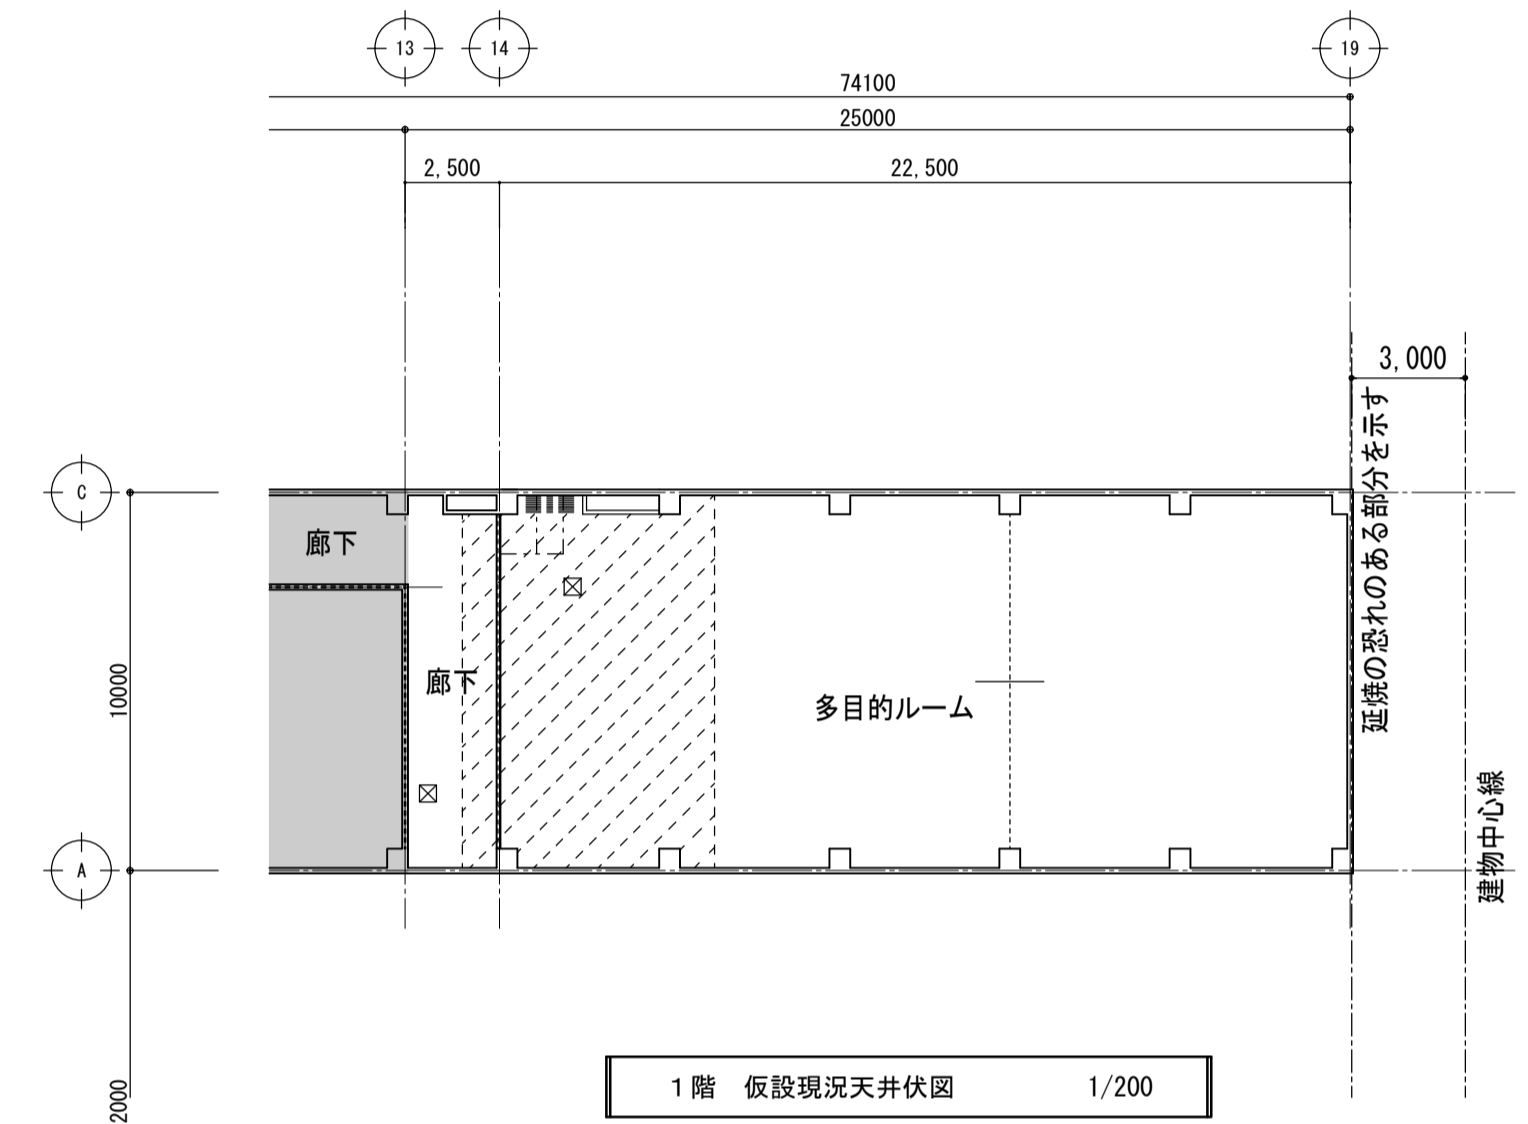 13
14
19
74100
25000
2,500
22,500
3,000
延焼の恐れのある部分を示す
C
廊下
10000
廊下
多目的ルーム
建物中心線
A
2000
1階 仮設現況天井伏図 1/200